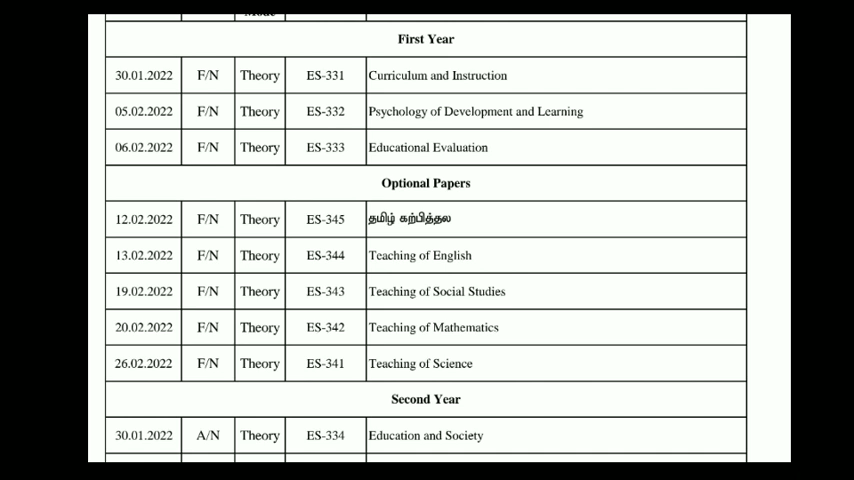 First Year
30.01.2022 F/N Theory ES-331 Curriculum and Instruction
05.02.2022 F/N Theory ES-332 Psychology of Development and Learning
06.02.2022 F/N Theory ES-333 Educational Evaluation
Optional Papers
12.02.2022 F/N Theory ES-345 தமிழ் கற்பித்தல
13.02.2022 F/N Theory ES-344 Teaching of English
19.02.2022 F/N Theory ES-343 Teaching of Social Studies
20.02.2022 F/N Theory ES-342 Teaching of Mathematics
26.02.2022 F/N Theory ES-341 Teaching of Science
Second Year
30.01.2022 A/N Theory ES-334 Education and Society